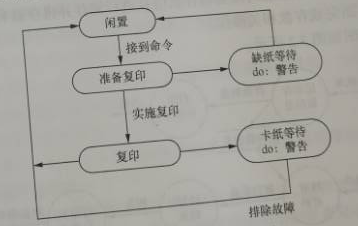 闲置
接到命令
准备复印
缺纸等待
do: 警告
实施复印
复印
卡纸等待
do: 警告
排除故障